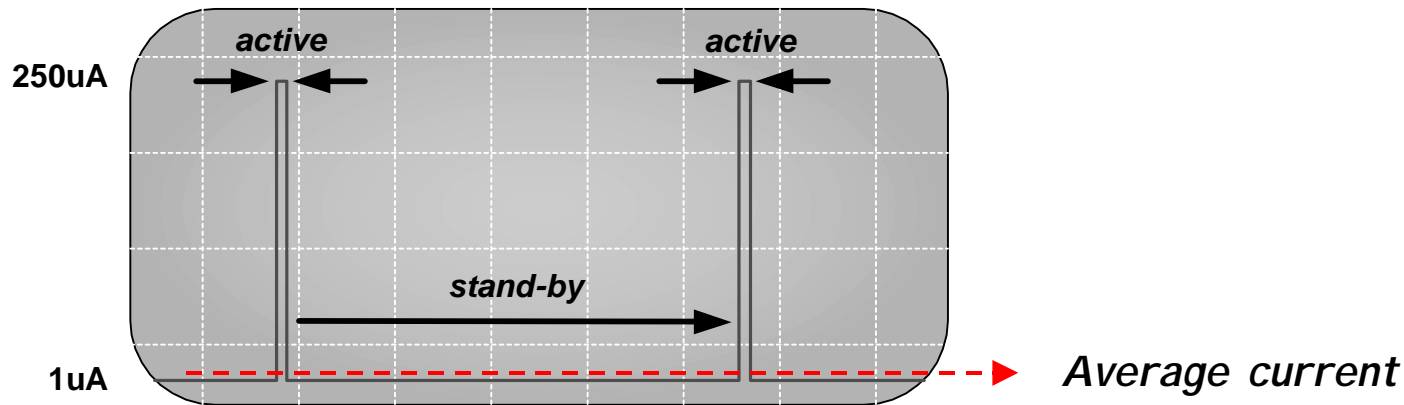 active active
250uA
stand-by
1uA
Average current